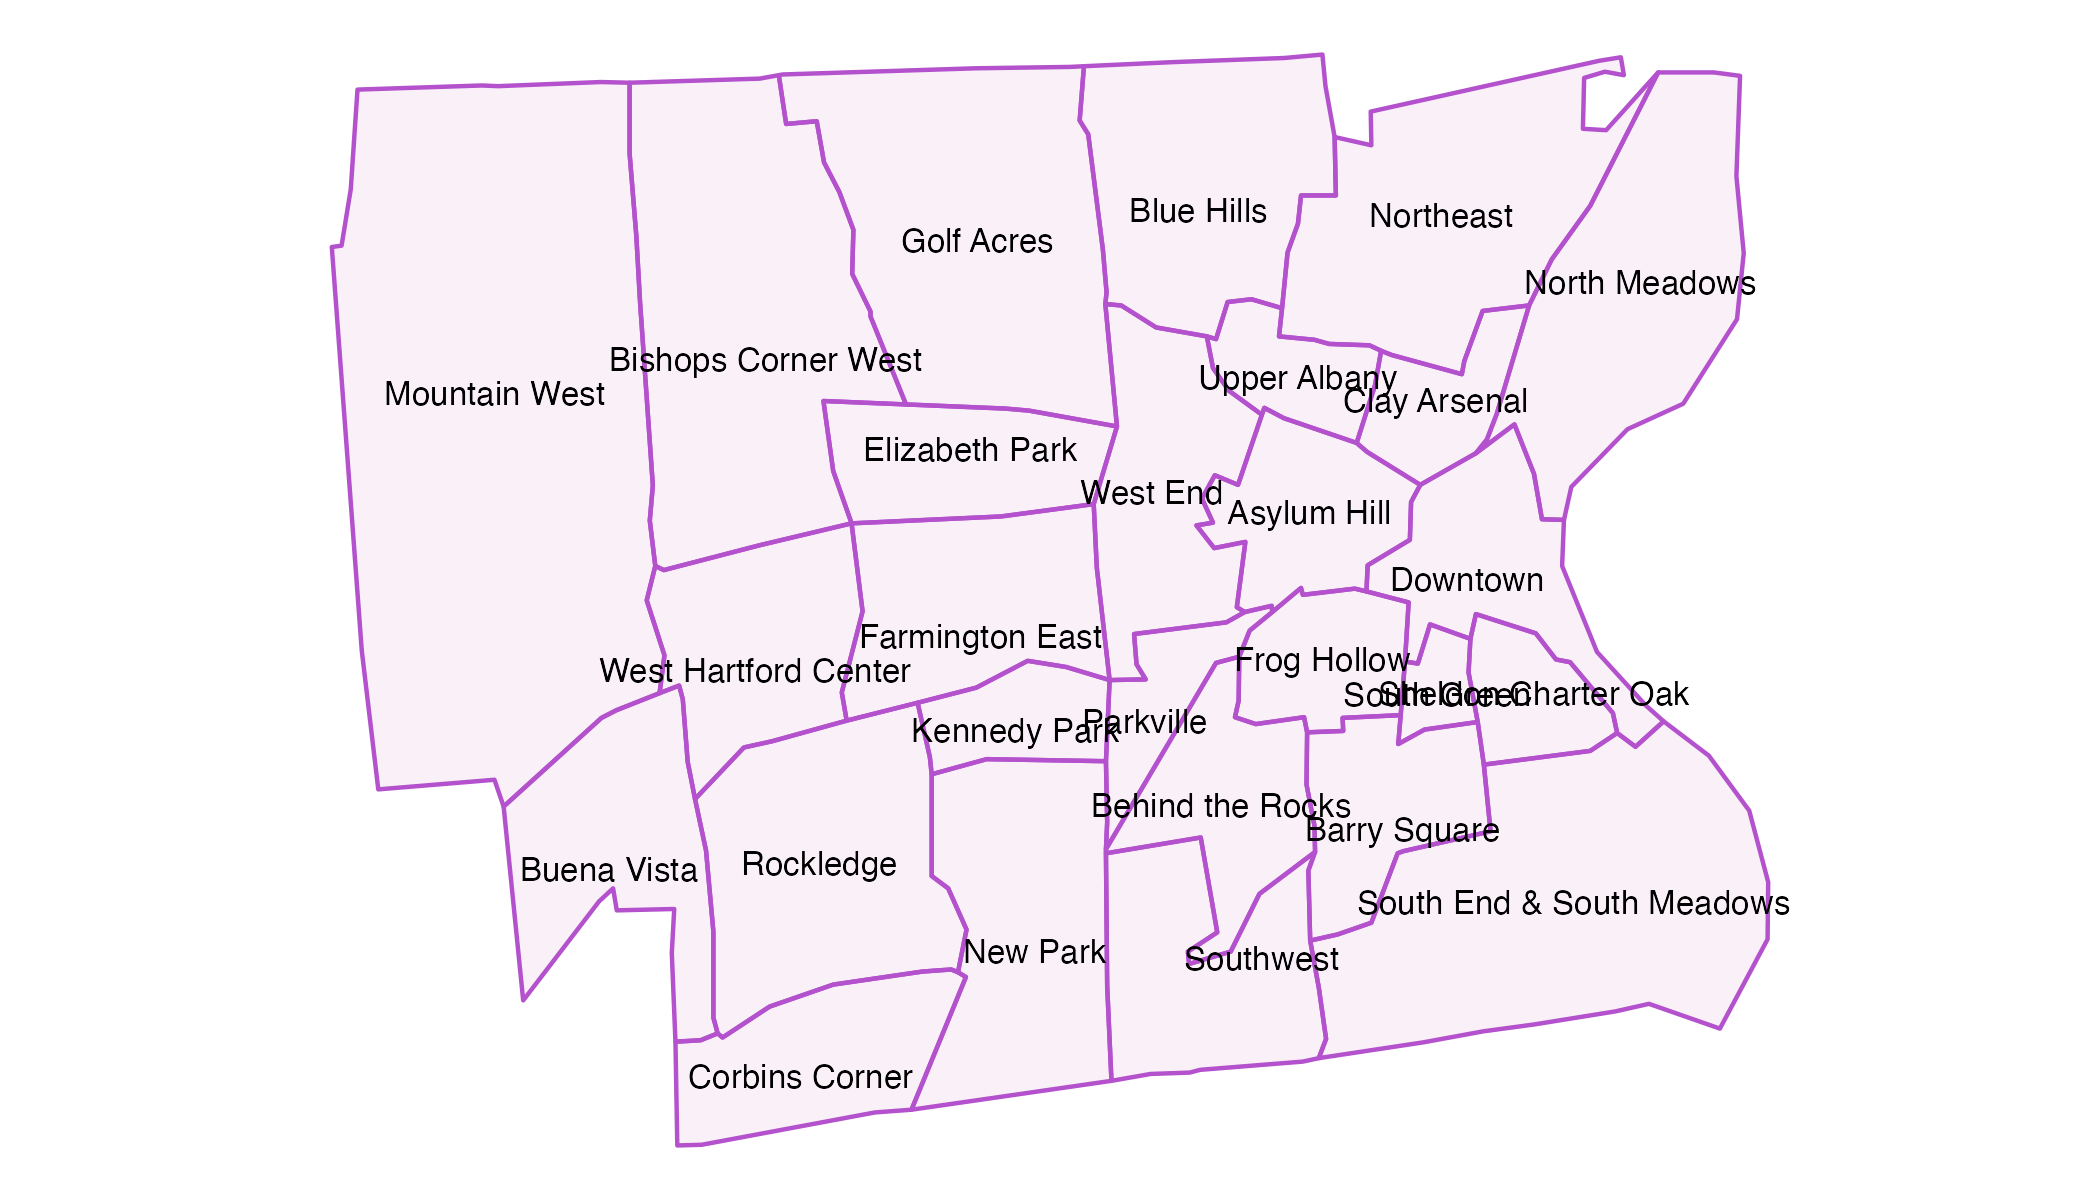 Blue Hills
Northeast
Golf Acres
North Meadows
Bishops Corner West
Upper Albany
Mountain West
Clay Arsenal
Elizabeth Park
West End
Asylum Hill
Downtown
Farmington East
Frog Hollow
West Hartford Center
South Green
Sheldon Charter Oak
Parkville
Kennedy Park
Behind the Rocks
Barry Square
Rockledge
Buena Vista
South End & South Meadows
New Park
Southwest
Corbins Corner